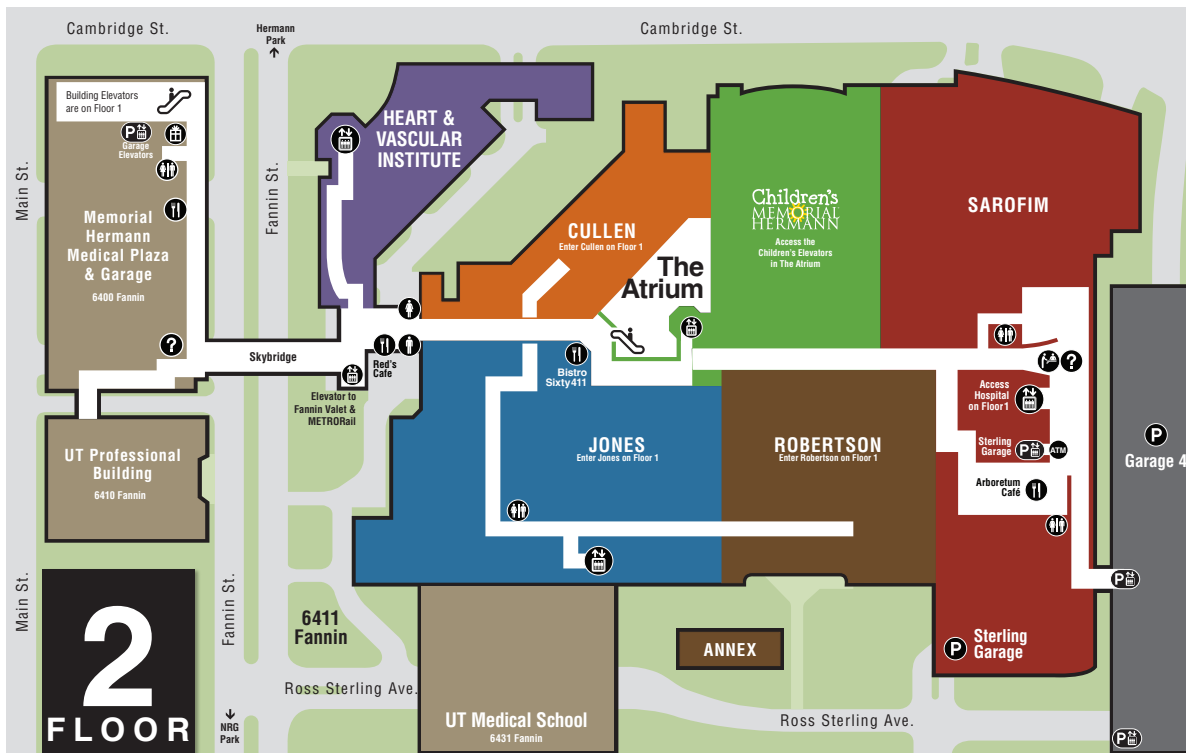 Cambridge St.
Hermann
Park
Cambridge St.
Building Elevators
are on Floor 1
P
Garage
Elevators
Main St.
Fannin St.
HEART &
VASCULAR
INSTITUTE
Memorial
Hermann
Medical Plaza
& Garage
6400 Fannin
?
CULLEN
Enter Cullen on Floor 1
The
Atrium
Children's
MEMORIAL
HERMANN
Access the
Children's Elevators
in The Atrium
SAROFIM
Skybridge
Red's
Cafe
Elevator to
Fannin Valet &
METRORail
Bistro
Sixty411
?
Access
Hospital
on Floor1
Sterling
Garage
P
ATM
Arboretum
Café
P
Garage 4
UT Professional
Building
6410 Fannin
JONES
Enter Jones on Floor 1
ROBERTSON
Enter Robertson on Floor 1
P
Main St.
Fannin St.
2
FLOOR
6411
Fannin
ANNEX
P
Sterling
Garage
Ross Sterling Ave.
NRG
Park
UT Medical School
6431 Fannin
Ross Sterling Ave.
P